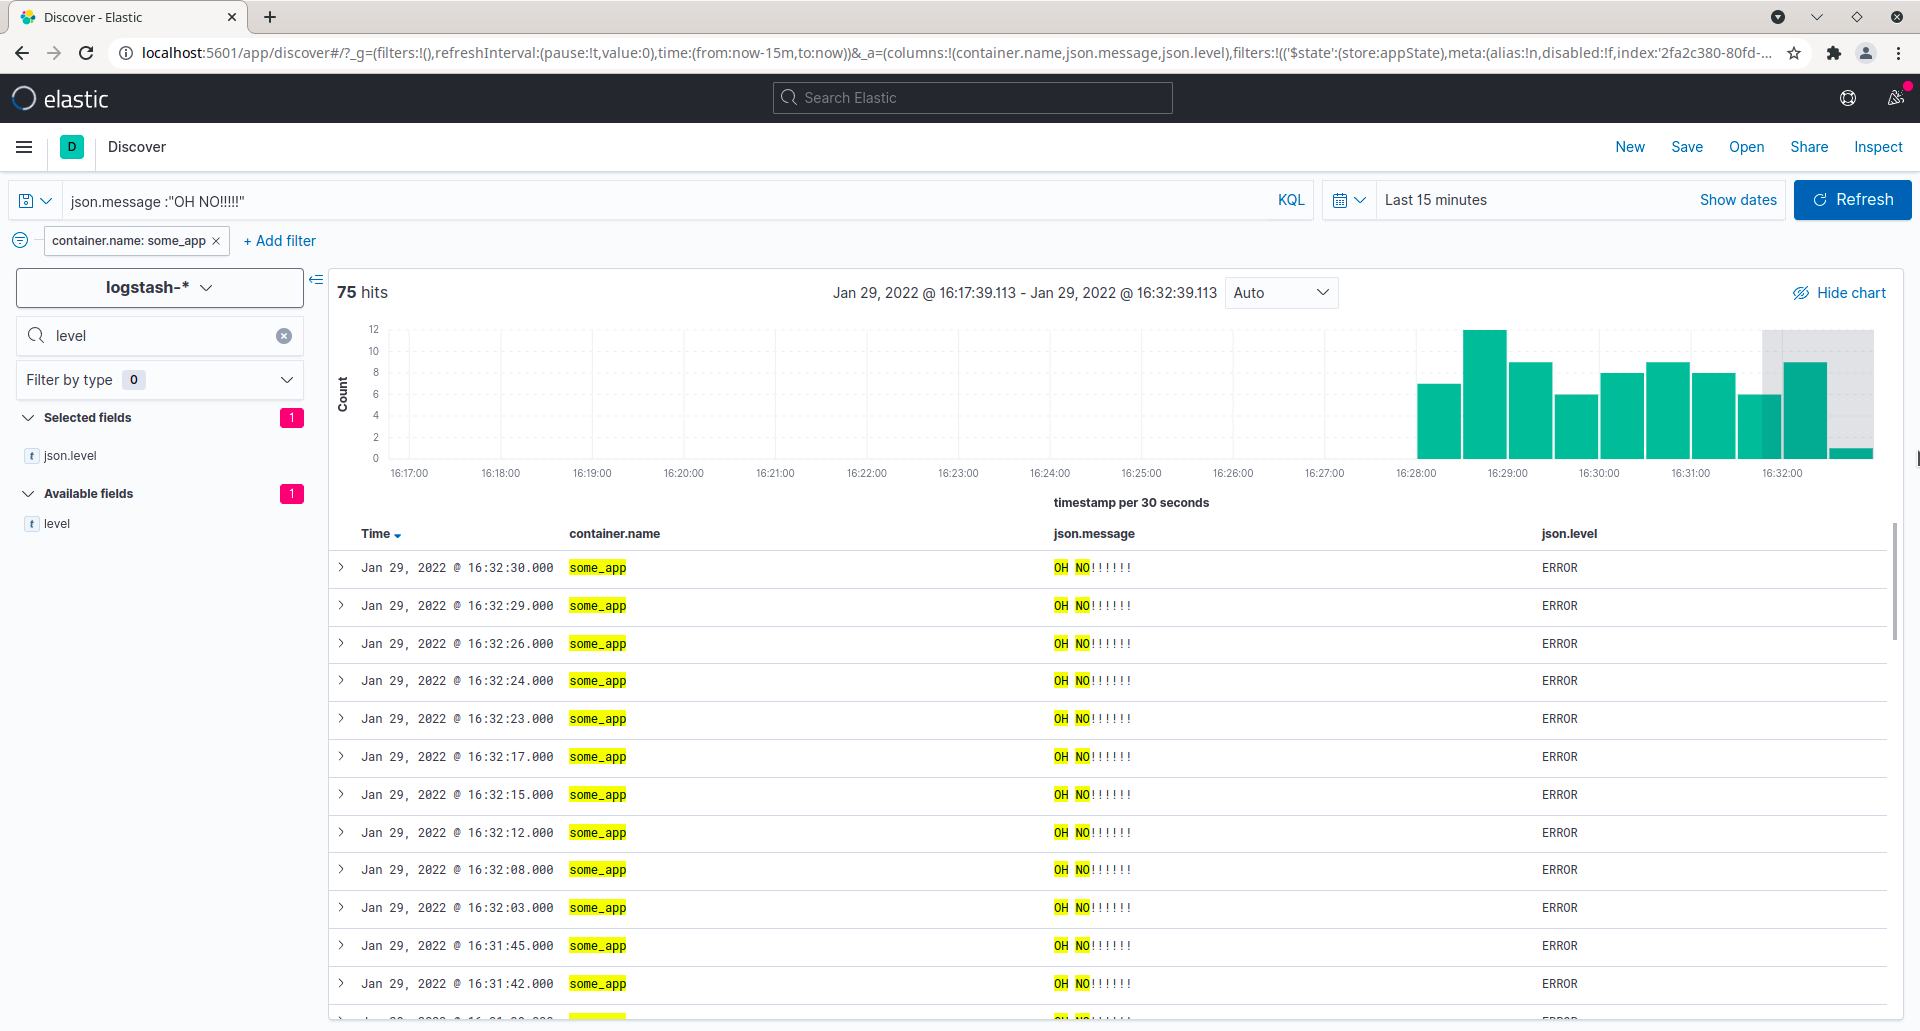 Discover - Elastic
localhost:5601/app/discover#/?_g=(filters:!(),refreshInterval:(pause:!t,value:0),time:(from:now-15m,to:now))&_a=(columns:!(container.name,json.message,json.level),filters:!(('$state':(store:appState),meta:(alias:!n,disabled:!f,index:'2fa2c380-80fd-...
elastic
Search Elastic
D
Discover
New Save Open Share Inspect
json.message :"OH NO!!!!!"
KQL
Last 15 minutes
Show dates
Refresh
container.name: some_app ×
+ Add filter
logstash-*
level
Filter by type 0
Selected fields 1
t json.level
Available fields 1
t level
75 hits
Jan 29, 2022 @ 16:17:39.113 - Jan 29, 2022 @ 16:32:39.113
Auto
Hide chart
Count
12
10
8
6
4
2
0
16:17:00 16:18:00 16:19:00 16:20:00 16:21:00 16:22:00 16:23:00 16:24:00 16:25:00 16:26:00 16:27:00 16:28:00 16:29:00 16:30:00 16:31:00 16:32:00
timestamp per 30 seconds
Time container.name json.message json.level
Jan 29, 2022 @ 16:32:30.000 some_app OH NO!!!!!! ERROR
Jan 29, 2022 @ 16:32:29.000 some_app OH NO!!!!!! ERROR
Jan 29, 2022 @ 16:32:26.000 some_app OH NO!!!!!! ERROR
Jan 29, 2022 @ 16:32:24.000 some_app OH NO!!!!!! ERROR
Jan 29, 2022 @ 16:32:23.000 some_app OH NO!!!!!! ERROR
Jan 29, 2022 @ 16:32:17.000 some_app OH NO!!!!!! ERROR
Jan 29, 2022 @ 16:32:15.000 some_app OH NO!!!!!! ERROR
Jan 29, 2022 @ 16:32:12.000 some_app OH NO!!!!!! ERROR
Jan 29, 2022 @ 16:32:08.000 some_app OH NO!!!!!! ERROR
Jan 29, 2022 @ 16:32:03.000 some_app OH NO!!!!!! ERROR
Jan 29, 2022 @ 16:31:45.000 some_app OH NO!!!!!! ERROR
Jan 29, 2022 @ 16:31:42.000 some_app OH NO!!!!!! ERROR